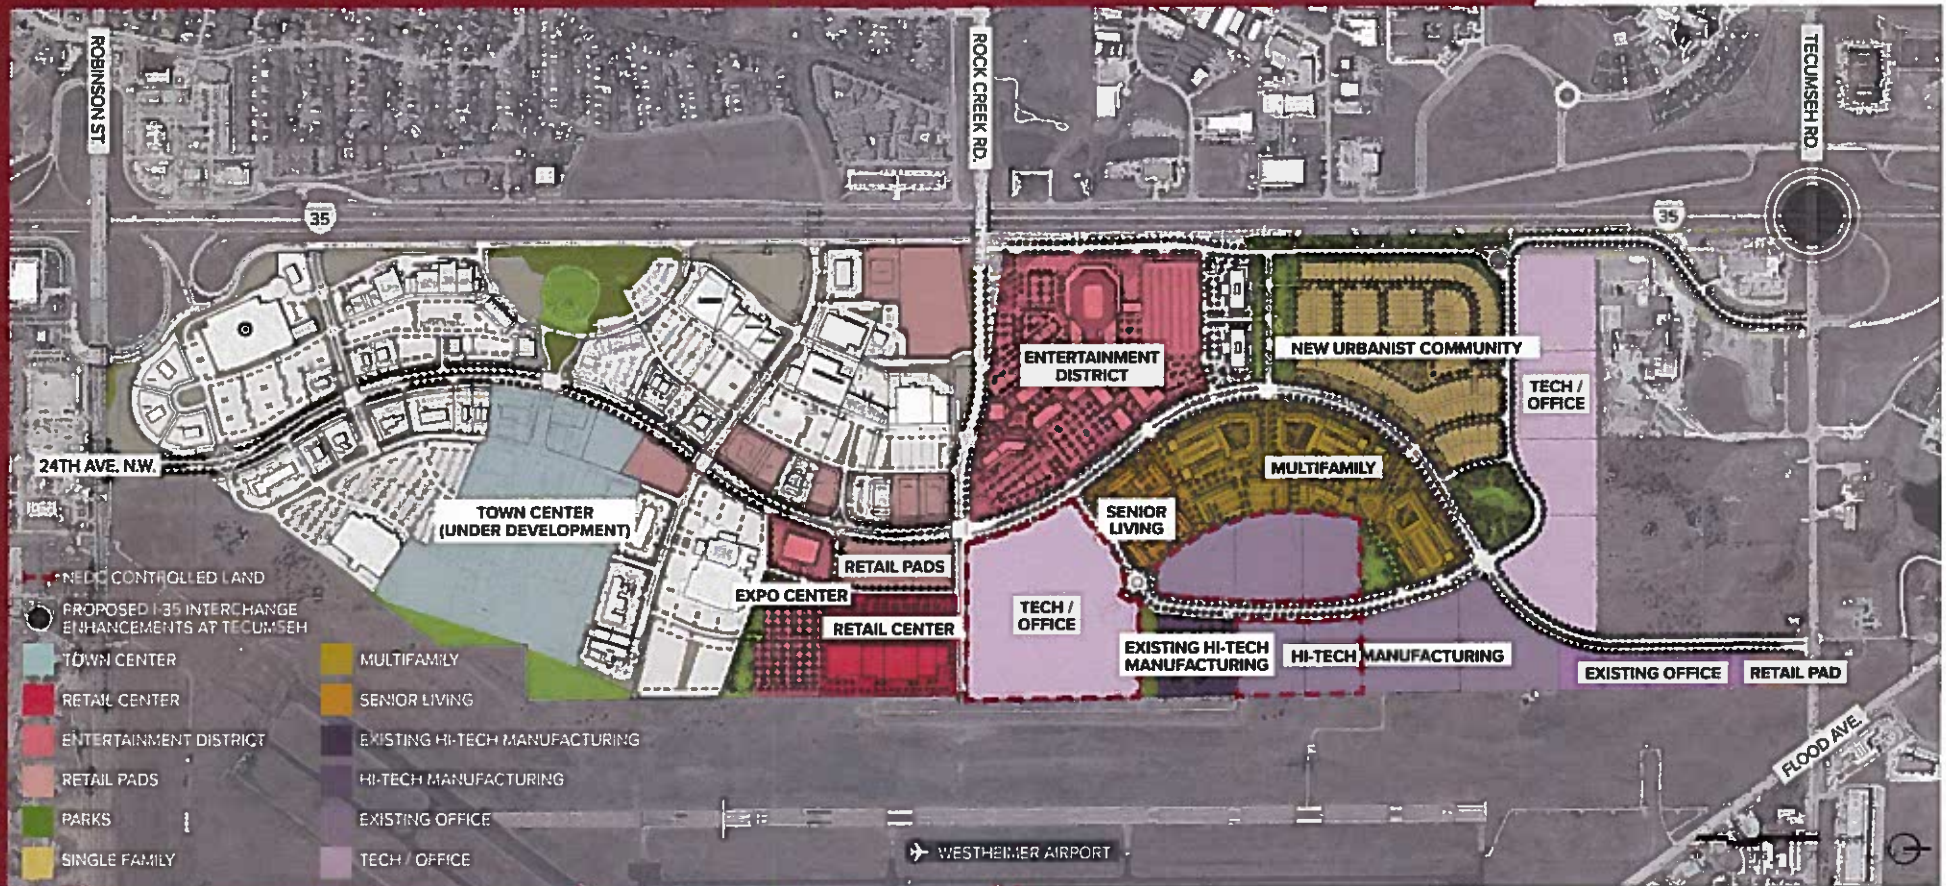 ROBINSON ST.
ROCK CREEK RD.
TECUMSEH RD.
35
35
ENTERTAINMENT
DISTRICT
NEW URBANIST COMMUNITY
TECH /
OFFICE
24TH AVE. N.W.
MULTIFAMILY
TOWN CENTER
(UNDER DEVELOPMENT)
SENIOR
LIVING
RETAIL PADS
EXPO CENTER
RETAIL CENTER
TECH /
OFFICE
EXISTING HI-TECH
MANUFACTURING
HI-TECH MANUFACTURING
EXISTING OFFICE
RETAIL PAD
FLOOD AVE.
NEDC CONTROLLED LAND
PROPOSED I-35 INTERCHANGE
ENHANCEMENTS AT TECUMSEH
TOWN CENTER
RETAIL CENTER
ENTERTAINMENT DISTRICT
RETAIL PADS
PARKS
SINGLE FAMILY
MULTIFAMILY
SENIOR LIVING
EXISTING HI-TECH MANUFACTURING
HI-TECH MANUFACTURING
EXISTING OFFICE
TECH / OFFICE
WESTHEIMER AIRPORT